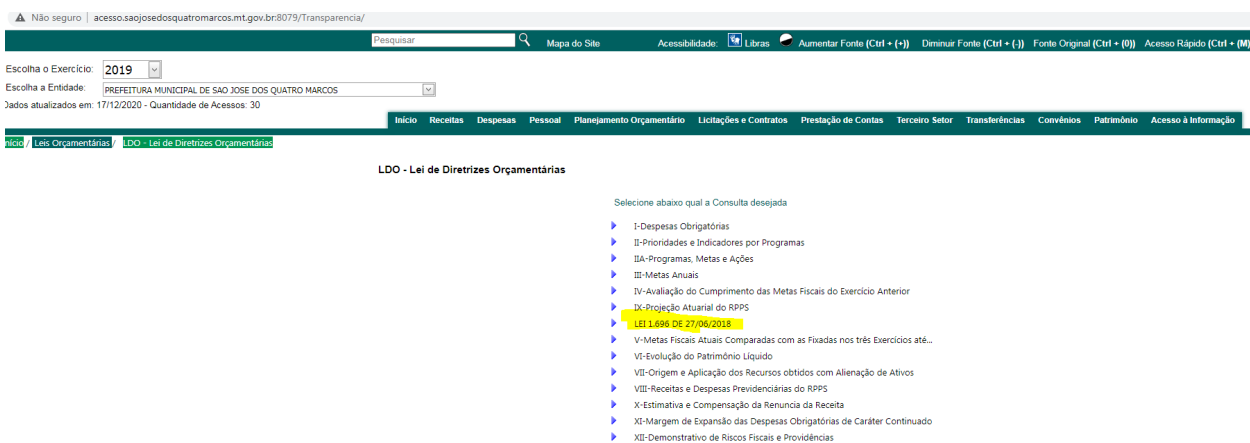 Não seguro | acesso.saojosedosquatromarcos.mt.gov.br:8079/Transparencia/
Pesquisar Mapa do Site Acessibilidade: Libras Aumentar Fonte (Ctrl + (+)) Diminuir Fonte (Ctrl + (-)) Fonte Original (Ctrl + (0)) Acesso Rápido (Ctrl + (M)
Escolha o Exercício: 2019
Escolha a Entidade: PREFEITURA MUNICIPAL DE SAO JOSE DOS QUATRO MARCOS
Dados atualizados em: 17/12/2020 - Quantidade de Acessos: 30
Início Receitas Despesas Pessoal Planejamento Orçamentário Licitações e Contratos Prestação de Contas Terceiro Setor Transferências Convênios Patrimônio Acesso à Informação
nício / Leis Orçamentárias / LDO - Lei de Diretrizes Orçamentárias
LDO - Lei de Diretrizes Orçamentárias
Selecione abaixo qual a Consulta desejada
I-Despesas Obrigatórias
II-Prioridades e Indicadores por Programas
IIA-Programas, Metas e Ações
III-Metas Anuais
IV-Avaliação do Cumprimento das Metas Fiscais do Exercício Anterior
IX-Projeção Atuarial do RPPS
LEI 1.696 DE 27/06/2018
V-Metas Fiscais Atuais Comparadas com as Fixadas nos três Exercícios até...
VI-Evolução do Patrimônio Líquido
VII-Origem e Aplicação dos Recursos obtidos com Alienação de Ativos
VIII-Receitas e Despesas Previdenciárias do RPPS
X-Estimativa e Compensação da Renuncia da Receita
XI-Margem de Expansão das Despesas Obrigatórias de Caráter Continuado
XII-Demonstrativo de Riscos Fiscais e Providências